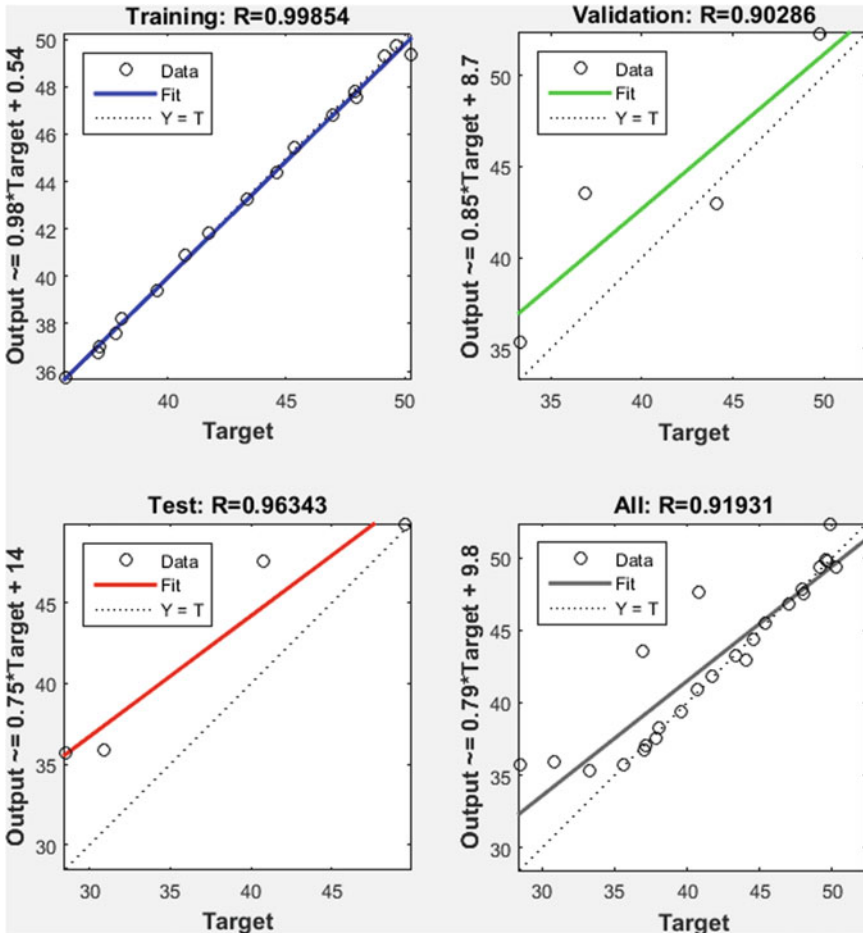 Training: R=0.99854
Output ~= 0.98*Target + 0.54
50
48
46
44
42
40
38
36
Data
Fit
Y = T
40
45
50
Target
Validation: R=0.90286
Output ~= 0.85*Target + 8.7
50
45
40
35
Data
Fit
Y = T
35
40
45
50
Target
Test: R=0.96343
Output ~= 0.75*Target + 14
45
40
35
30
Data
Fit
Y = T
30
35
40
45
Target
All: R=0.91931
Output ~= 0.79*Target + 9.8
50
45
40
35
30
Data
Fit
Y = T
30
35
40
45
50
Target